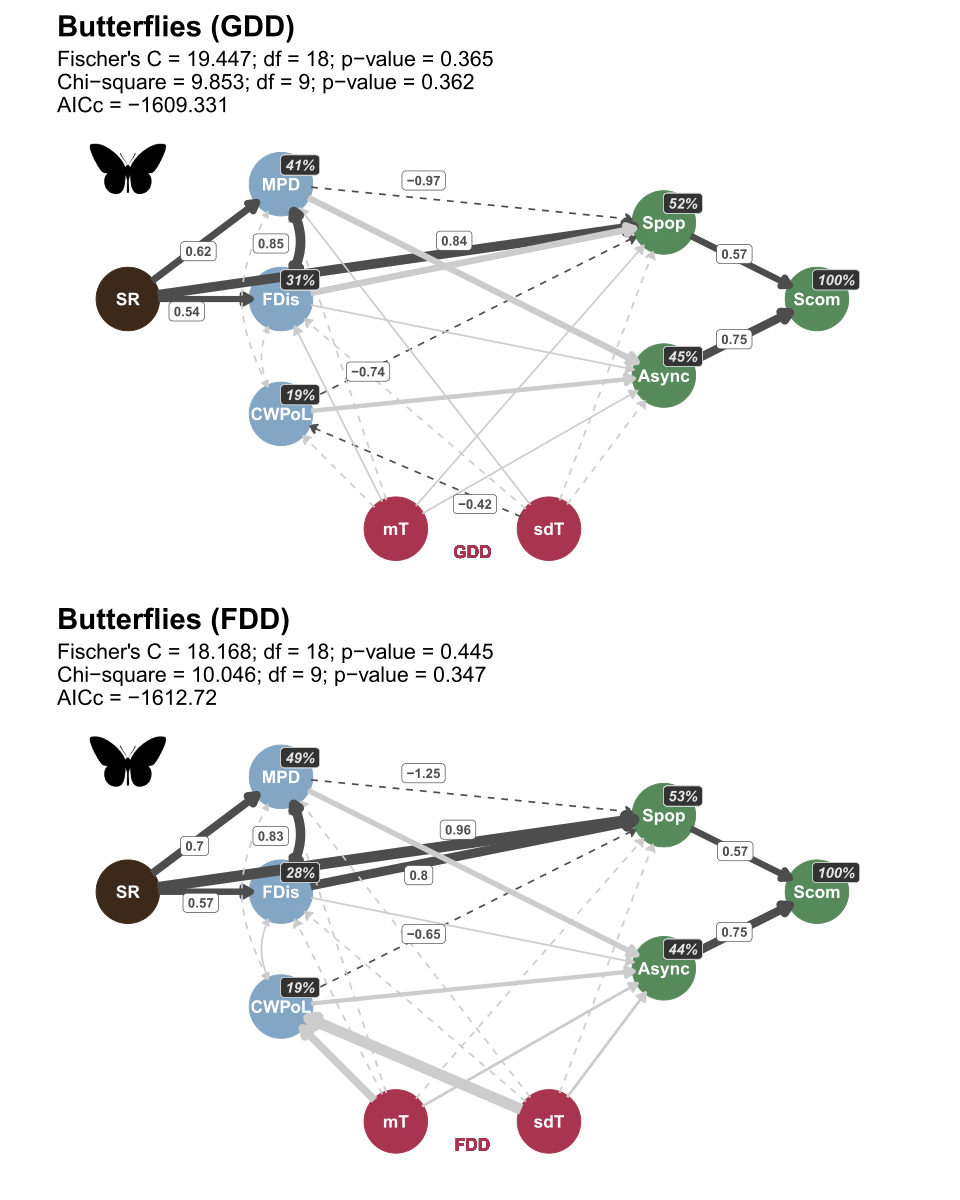 Butterflies (GDD)
Fischer's C = 19.447; df = 18; p−value = 0.365
Chi−square = 9.853; df = 9; p−value = 0.362
AICc = −1609.331
41%
MPD
−0.97
52%
Spop
0.62
0.85
0.84
0.57
31%
100%
SR
FDis
Scom
0.54
0.75
45%
Async
−0.74
19%
CWPoL
−0.42
mT
sdT
GDD
Butterflies (FDD)
Fischer's C = 18.168; df = 18; p−value = 0.445
Chi−square = 10.046; df = 9; p−value = 0.347
AICc = −1612.72
49%
MPD
−1.25
53%
Spop
0.7
0.83
0.96
0.57
28%
0.8
100%
SR
FDis
Scom
0.57
−0.65
0.75
44%
Async
19%
CWPoL
mT
sdT
FDD